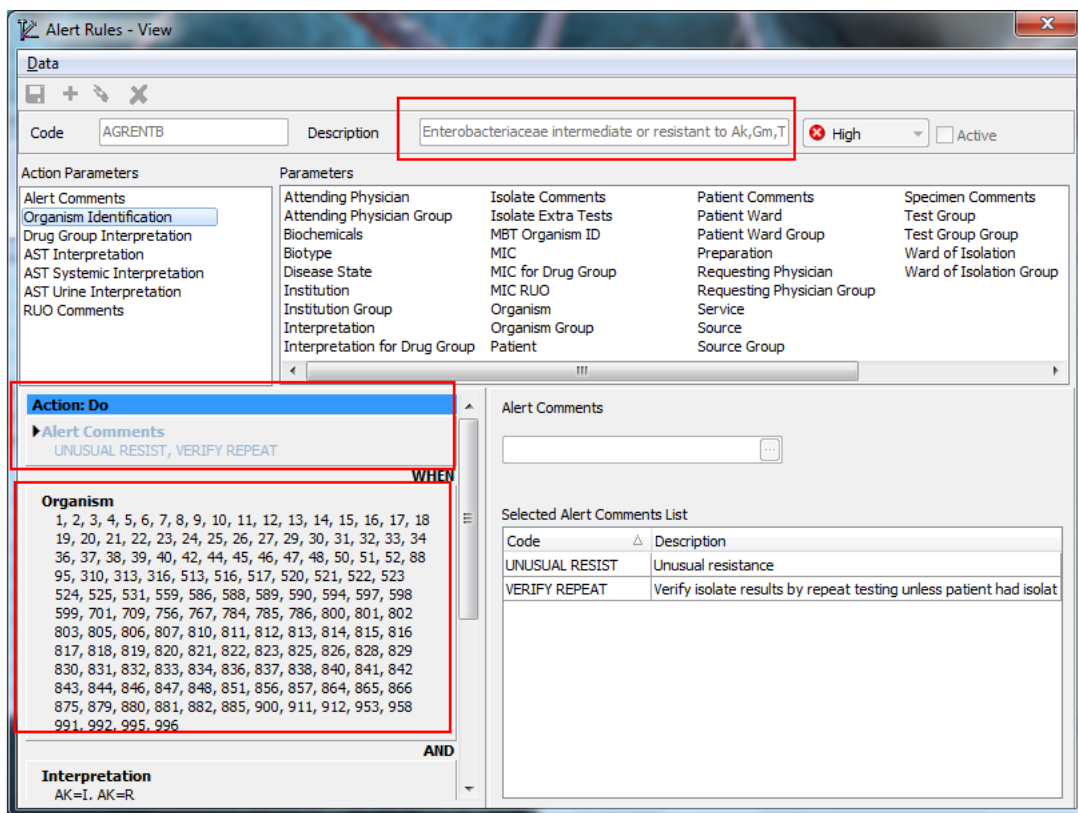 Alert Rules - View
Data
Code AGRENTB Description Enterobacteriaceae intermediate or resistant to Ak,Gm,T High Active
Action Parameters
Alert Comments
Organism Identification
Drug Group Interpretation
AST Interpretation
AST Systemic Interpretation
AST Urine Interpretation
RUO Comments
Parameters
Attending Physician Isolate Comments Patient Comments Specimen Comments
Attending Physician Group Isolate Extra Tests Patient Ward Test Group
Biochemicals MBT Organism ID Patient Ward Group Test Group Group
Biotype MIC Preparation Ward of Isolation
Disease State MIC for Drug Group Requesting Physician Ward of Isolation Group
Institution MIC RUO Requesting Physician Group
Institution Group Organism Service
Interpretation Organism Group Source
Interpretation for Drug Group Patient Source Group
Action: Do
Alert Comments
UNUSUAL RESIST, VERIFY REPEAT
WHEN
Organism
1, 2, 3, 4, 5, 6, 7, 8, 9, 10, 11, 12, 13, 14, 15, 16, 17, 18
19, 20, 21, 22, 23, 24, 25, 26, 27, 29, 30, 31, 32, 33, 34
36, 37, 38, 39, 40, 42, 44, 45, 46, 47, 48, 50, 51, 52, 88
95, 310, 313, 316, 513, 516, 517, 520, 521, 522, 523
524, 525, 531, 559, 586, 588, 589, 590, 594, 597, 598
599, 701, 709, 756, 767, 784, 785, 786, 800, 801, 802
803, 805, 806, 807, 810, 811, 812, 813, 814, 815, 816
817, 818, 819, 820, 821, 822, 823, 825, 826, 828, 829
830, 831, 832, 833, 834, 836, 837, 838, 840, 841, 842
843, 844, 846, 847, 848, 851, 856, 857, 864, 865, 866
875, 879, 880, 881, 882, 885, 900, 911, 912, 953, 958
991, 992, 995, 996
AND
Interpretation
AK=I, AK=R
Alert Comments
...
Selected Alert Comments List
Code Description
UNUSUAL RESIST Unusual resistance
VERIFY REPEAT Verify isolate results by repeat testing unless patient had isolat